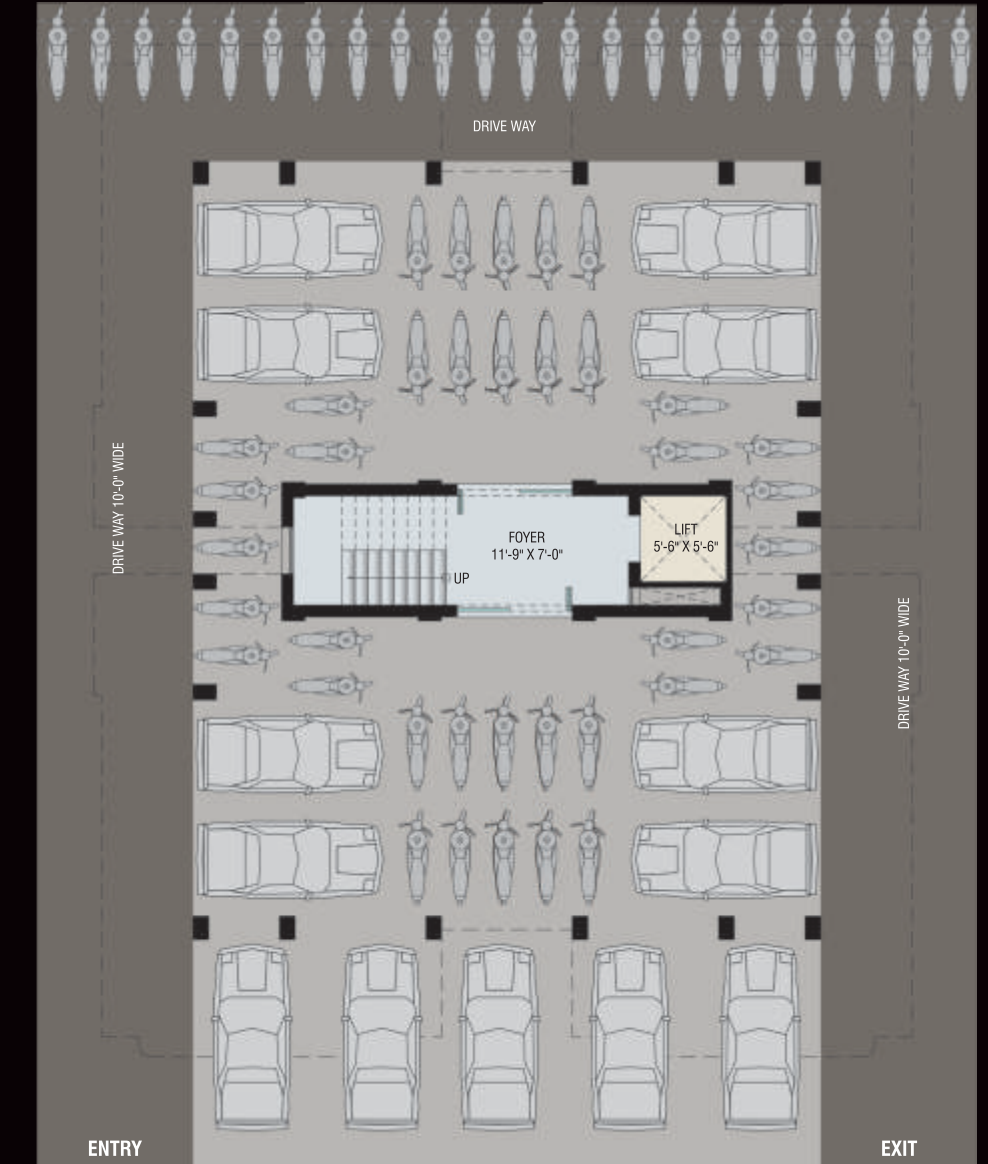 DRIVE WAY
DRIVE WAY 10'-0" WIDE
FOYER
11'-9" X 7'-0"
LIFT
5'-6" X 5'-6"
UP
DRIVE WAY 10'-0" WIDE
ENTRY
EXIT